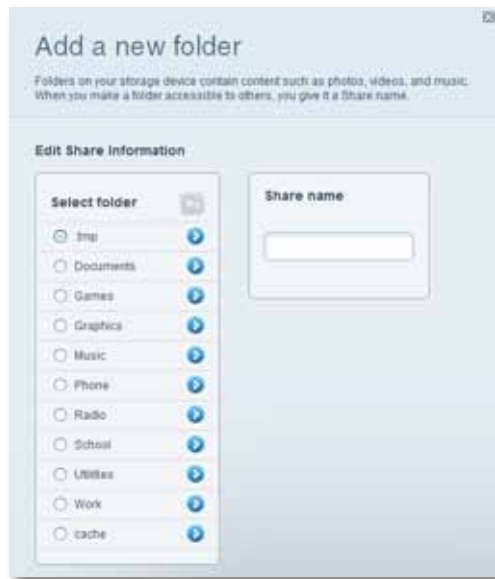 Add a new folder
Folders on your storage device contain content such as photos, videos, and music.
When you make a folder accessible to others, you give it a Share name.
Edit Share Information
Select folder
.tmp
Documents
Games
Graphics
Music
Phone
Radio
School
Utilities
Work
cache
Share name